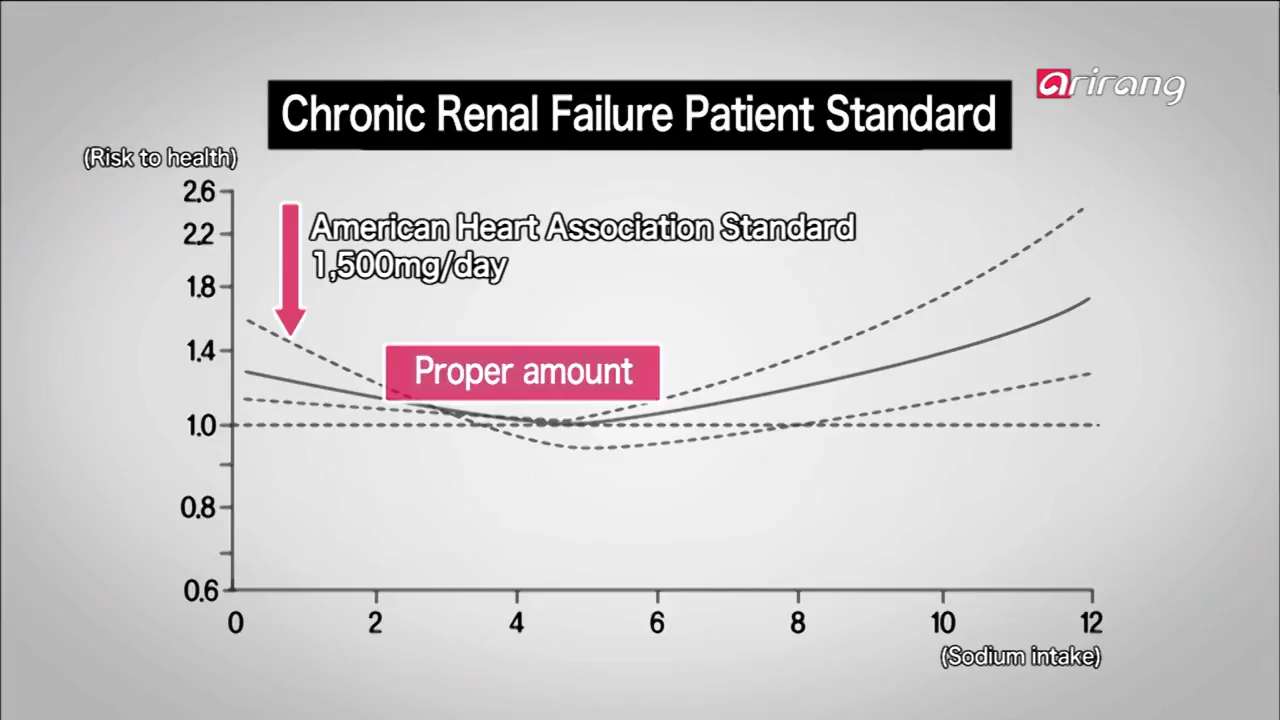 arirang
Chronic Renal Failure Patient Standard
(Risk to health)
2.6
2.2
1.8
1.4
1.0
0.8
0.6
American Heart Association Standard
1,500mg/day
Proper amount
0 2 4 6 8 10 12
(Sodium intake)